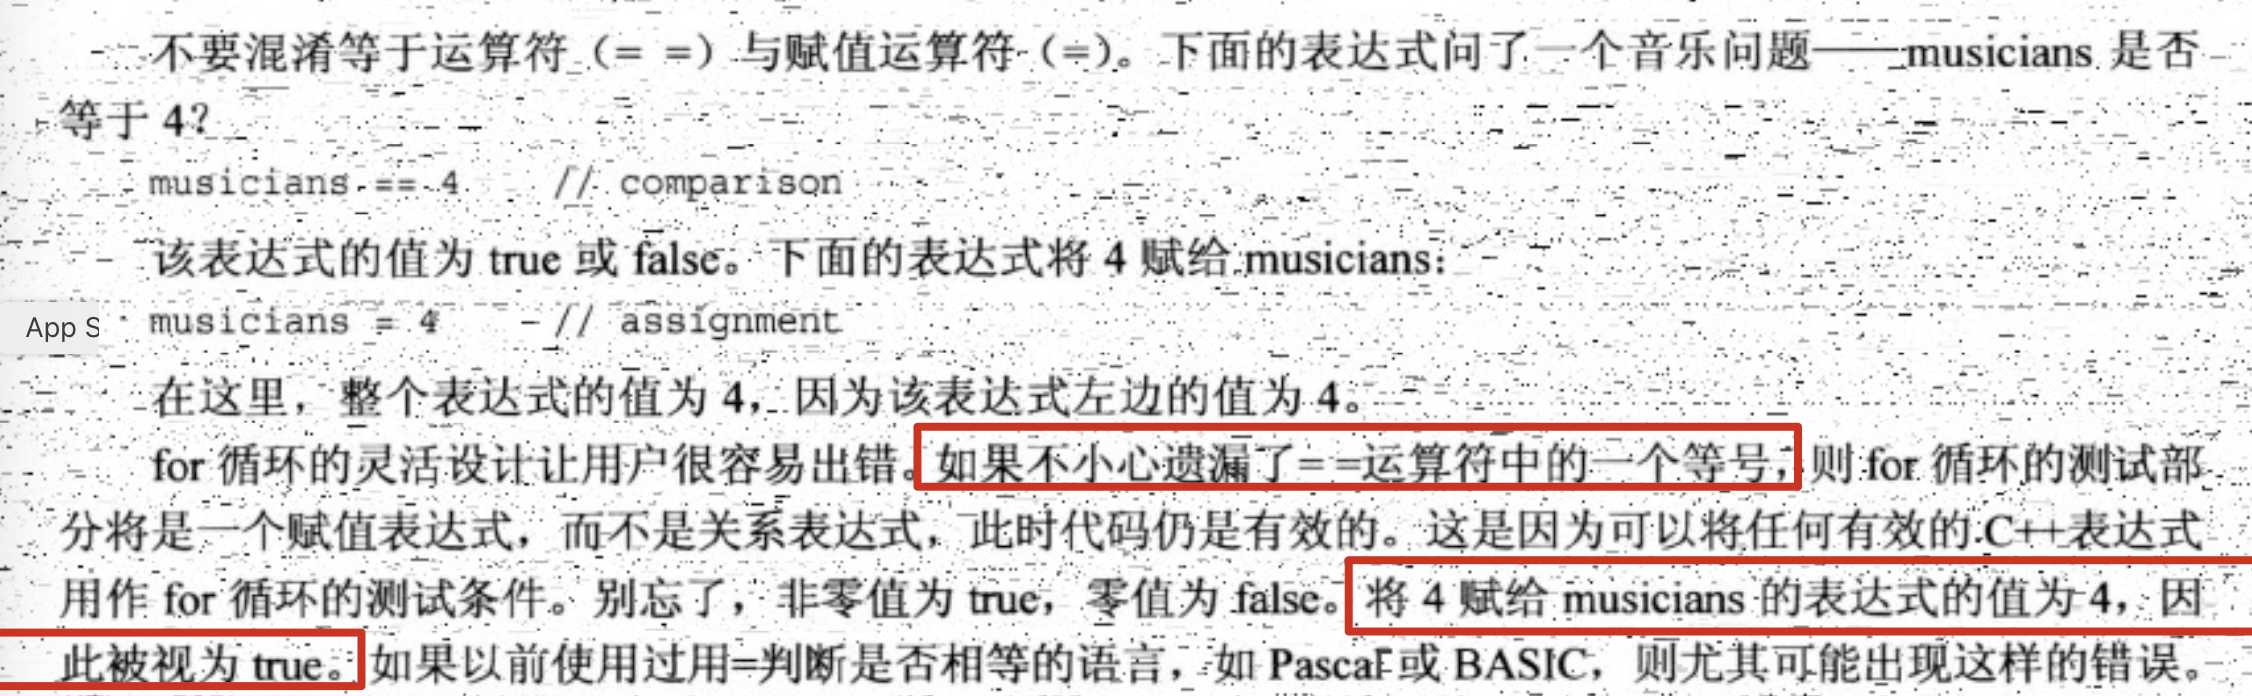 不要混淆等于运算符（= =）与赋值运算符（=）。下面的表达式问了一个音乐问题——musicians 是否
等于 4？
musicians == 4 // comparison
该表达式的值为 true 或 false。下面的表达式将 4 赋给 musicians：
App S
musicians = 4 // assignment
在这里，整个表达式的值为 4，因为该表达式左边的值为 4。
for 循环的灵活设计让用户很容易出错。如果不小心遗漏了= =运算符中的一个等号，则 for 循环的测试部
分将是一个赋值表达式，而不是关系表达式，此时代码仍是有效的。这是因为可以将任何有效的 C++表达式
用作 for 循环的测试条件。别忘了，非零值为 true，零值为 false。将 4 赋给 musicians 的表达式的值为 4，因
此被视为 true。如果以前使用过用=判断是否相等的语言，如 Pascal 或 BASIC，则尤其可能出现这样的错误。